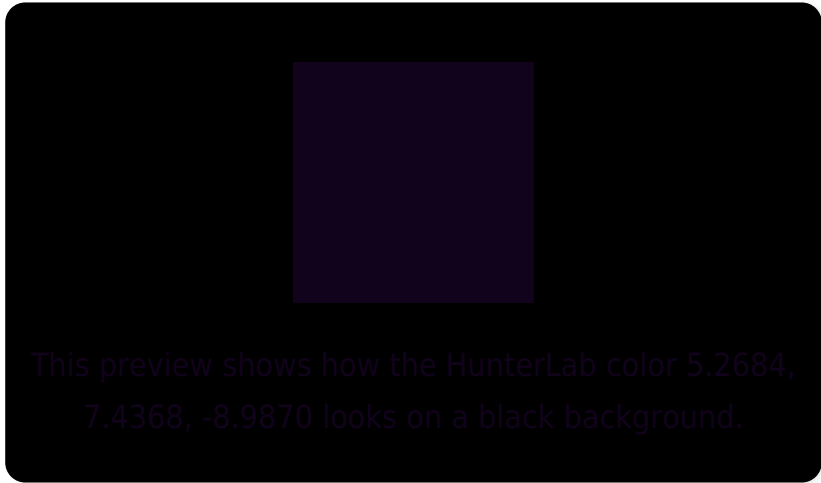 This preview shows how the HunterLab color 5.2684,
7.4368, -8.9870 looks on a black background.